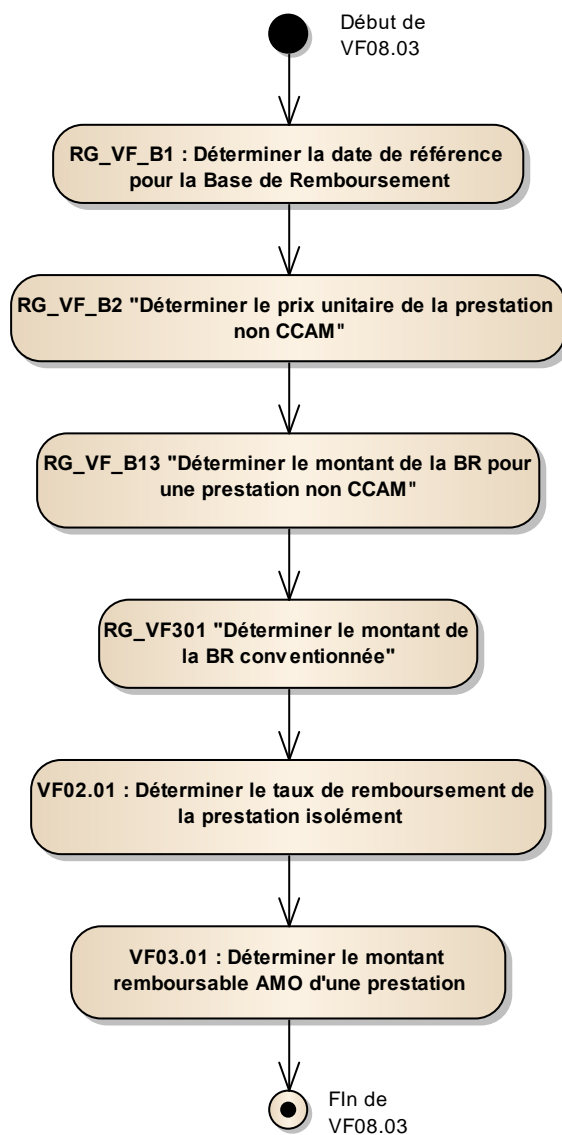 Début de
VF08.03
RG_VF_B1 : Déterminer la date de référence
pour la Base de Remboursement
RG_VF_B2 "Déterminer le prix unitaire de la prestation
non CCAM"
RG_VF_B13 "Déterminer le montant de la BR pour
une prestation non CCAM"
RG_VF301 "Déterminer le montant de
la BR conventionnée"
VF02.01 : Déterminer le taux de remboursement de
la prestation isolément
VF03.01 : Déterminer le montant
remboursable AMO d'une prestation
FIn de
VF08.03